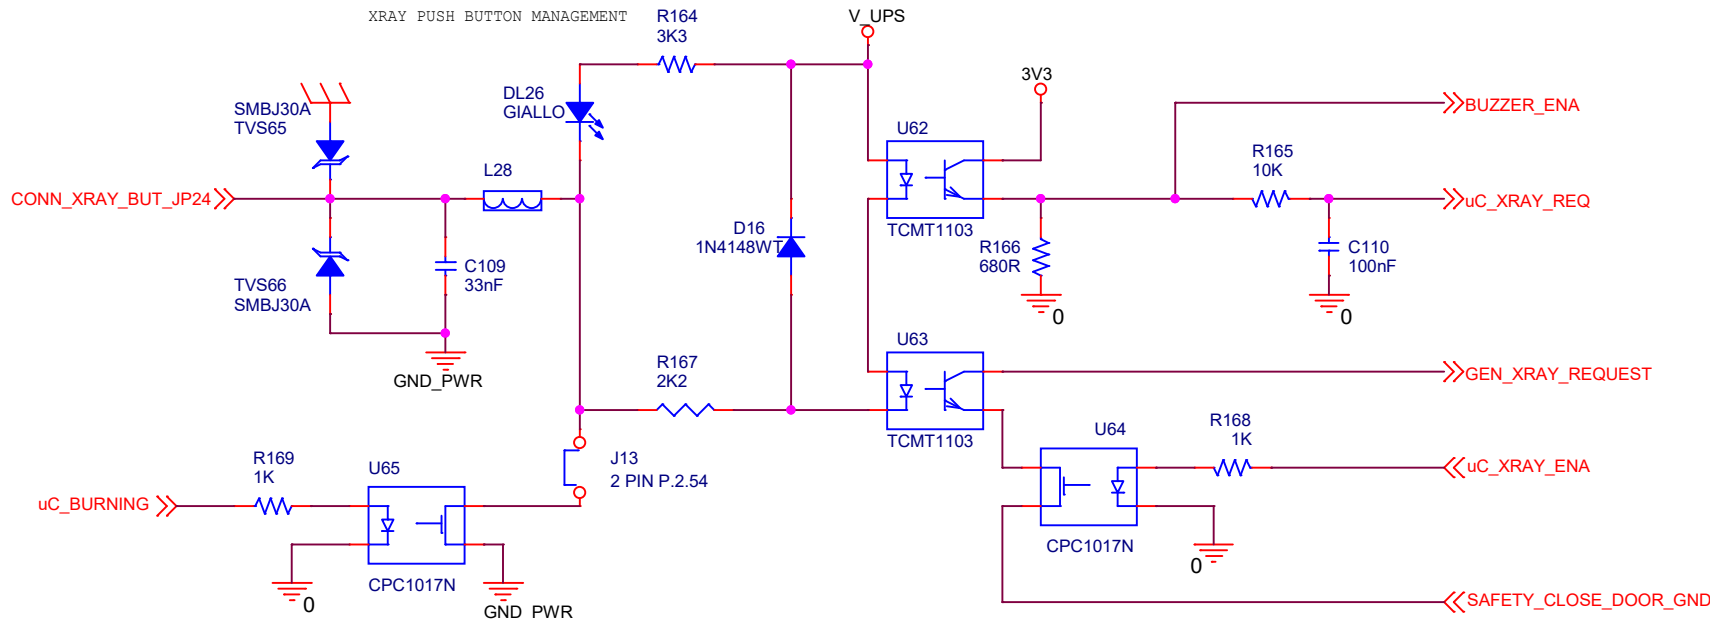 XRAY PUSH BUTTON MANAGEMENT
R164
3K3
V_UPS
3V3
SMBJ30A
TVS65
DL26
GIALLO
BUZZER_ENA
U62
L28
R165
10K
CONN_XRAY_BUT_JP24
uC_XRAY_REQ
D16
1N4148WT
TCMT1103
R166
680R
C110
100nF
C109
33nF
TVS66
SMBJ30A
0
0
U63
GND_PWR
R167
2K2
GEN_XRAY_REQUEST
TCMT1103
U64
R168
1K
R169
1K
U65
J13
2 PIN P.2.54
uC_XRAY_ENA
uC_BURNING
CPC1017N
0
CPC1017N
0
GND_PWR
SAFETY_CLOSE_DOOR_GND